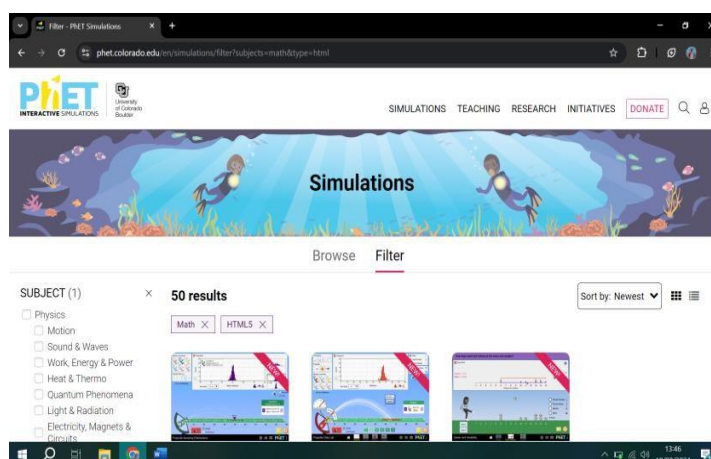 Filter - PhET Simulations
phet.colorado.edu/en/simulations/filter?subjects=math&type=html
PhET
INTERACTIVE SIMULATIONS
University
of Colorado
Boulder
SIMULATIONS TEACHING RESEARCH INITIATIVES DONATE
Simulations
Browse Filter
SUBJECT (1)
50 results
Sort by: Newest
Math
HTML5
Physics
Motion
Sound & Waves
Work, Energy & Power
Heat & Thermo
Quantum Phenomena
Light & Radiation
Electricity, Magnets &
Circuits
NEW!
NEW!
NEW!
13:46